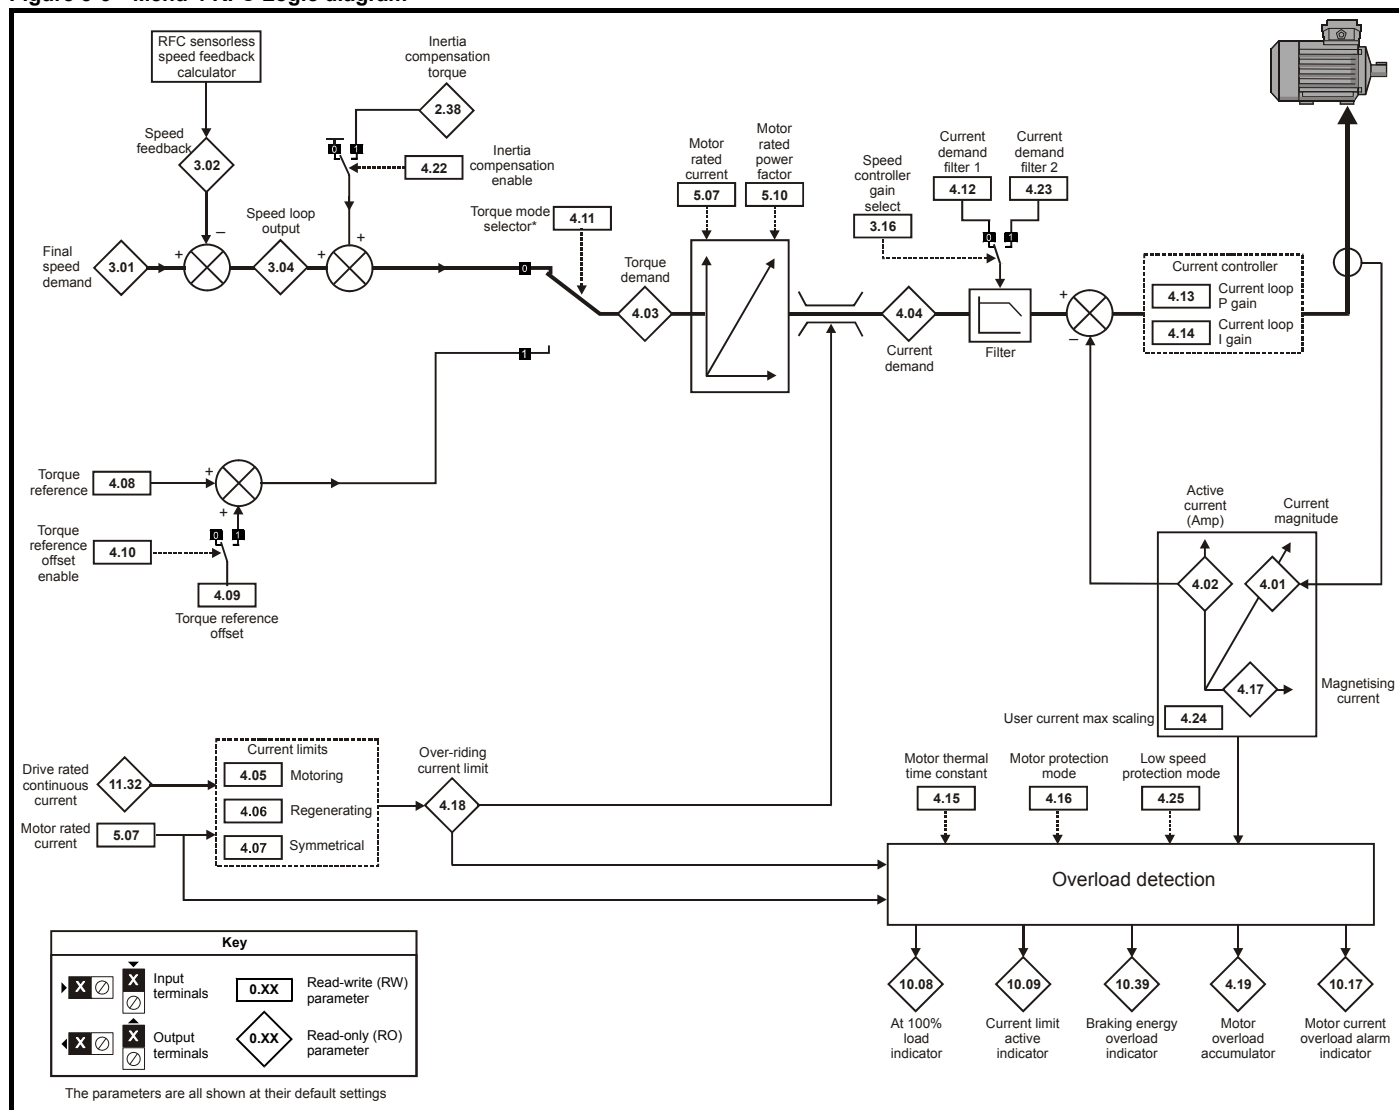 RFC sensorless
speed feedback
calculator
Inertia
compensation
torque
2.38
Speed
feedback
3.02
0
1
4.22
Inertia
compensation
enable
Final
speed
demand
3.01
+
–
Speed loop
output
3.04
+
+
Torque mode
selector*
4.11
0
1
Torque
demand
4.03
Motor
rated
current
5.07
Motor
rated
power
factor
5.10
Speed
controller
gain
select
3.16
Current
demand
filter 1
4.12
Current
demand
filter 2
4.23
0
1
4.04
Current
demand
Filter
+
–
Current controller
4.13
Current loop
P gain
4.14
Current loop
I gain
Torque
reference
4.08
+
+
Torque
reference
offset
enable
4.10
0
1
4.09
Torque reference
offset
Active
current
(Amp)
Current
magnitude
4.02
4.01
4.17
Magnetising
current
User current max scaling
4.24
Drive rated
continuous
current
11.32
Motor rated
current
5.07
Current limits
4.05
Motoring
4.06
Regenerating
4.07
Symmetrical
Over-riding
current limit
4.18
Motor thermal
time constant
4.15
Motor protection
mode
4.16
Low speed
protection mode
4.25
Overload detection
10.08
At 100%
load
indicator
10.09
Current limit
active
indicator
10.39
Braking energy
overload
indicator
4.19
Motor
overload
accumulator
10.17
Motor current
overload alarm
indicator
Key
X
X
Input
terminals
0.XX
Read-write (RW)
parameter
X
X
Output
terminals
0.XX
Read-only (RO)
parameter
The parameters are all shown at their default settings